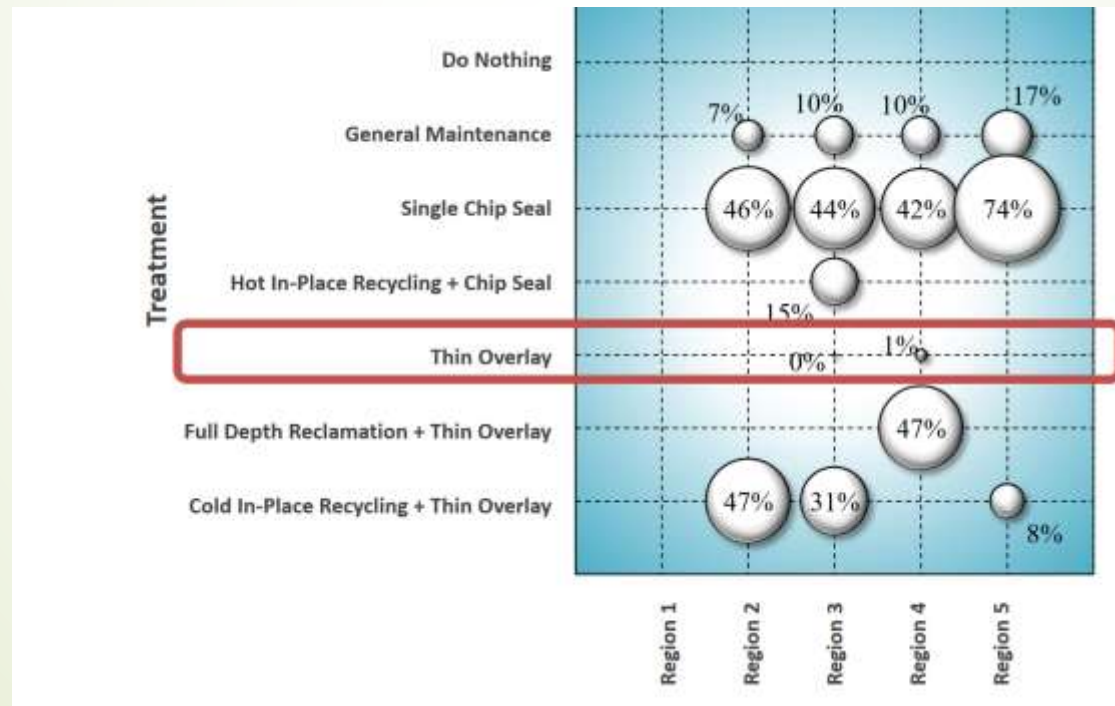 Treatment
Do Nothing
7% 10% 10% 17%
General Maintenance
Single Chip Seal 46% 44% 42% 74%
Hot In-Place Recycling + Chip Seal
15%
Thin Overlay 0% 1%
Full Depth Reclamation + Thin Overlay 47%
Cold In-Place Recycling + Thin Overlay 47% 31% 8%
Region 1
Region 2
Region 3
Region 4
Region 5